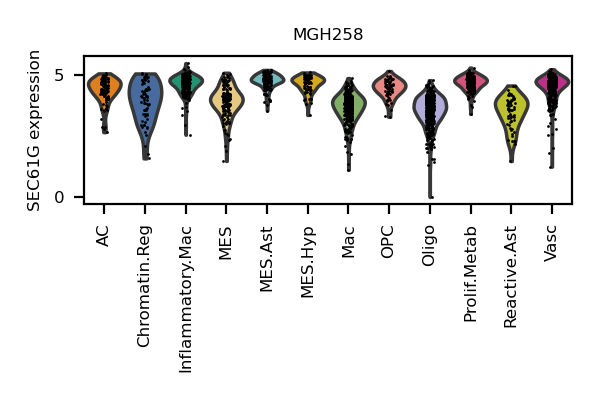 MGH258
SEC61G expression
5
0
AC
Chromatin.Reg
Inflammatory.Mac
MES
MES.Ast
MES.Hyp
Mac
OPC
Oligo
Prolif.Metab
Reactive.Ast
Vasc